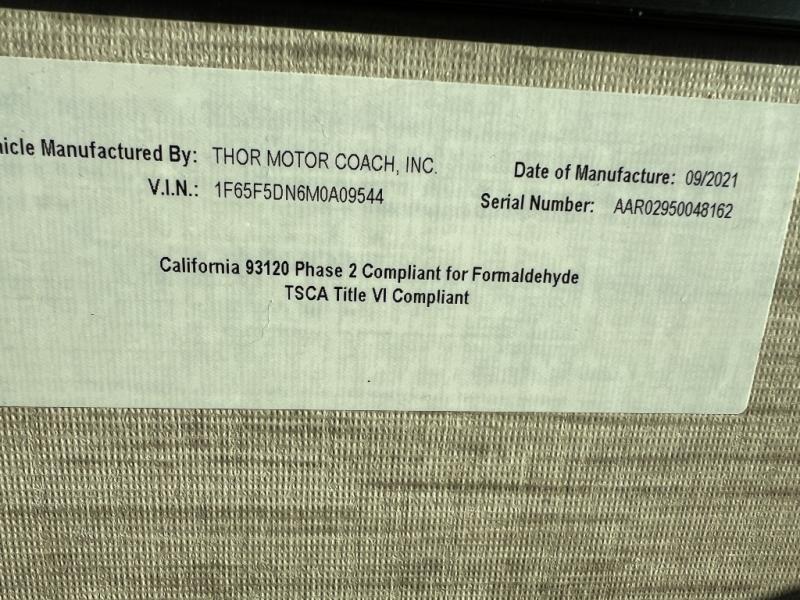 hicle Manufactured By: THOR MOTOR COACH, INC.
V.I.N.: 1F65F5DN6M0A09544
Date of Manufacture: 09/2021
Serial Number: AAR02950048162
California 93120 Phase 2 Compliant for Formaldehyde
TSCA Title VI Compliant